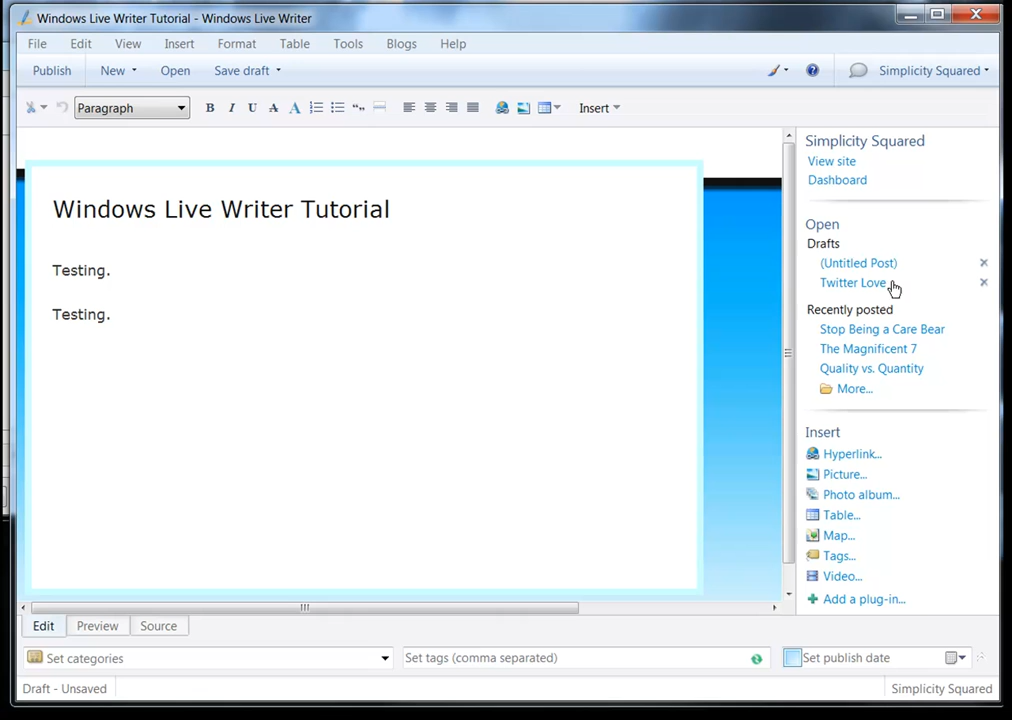 Windows Live Writer Tutorial - Windows Live Writer
File Edit View Insert Format Table Tools Blogs Help
Publish New Open Save draft Simplicity Squared
Paragraph B I U A A Insert
Simplicity Squared
View site
Dashboard
Windows Live Writer Tutorial
Testing.
Testing.
Open
Drafts
(Untitled Post)
Twitter Love
Recently posted
Stop Being a Care Bear
The Magnificent 7
Quality vs. Quantity
More...
Insert
Hyperlink...
Picture...
Photo album...
Table...
Map...
Tags...
Video...
Add a plug-in...
Edit Preview Source
Set categories Set tags (comma separated) Set publish date
Draft - Unsaved Simplicity Squared